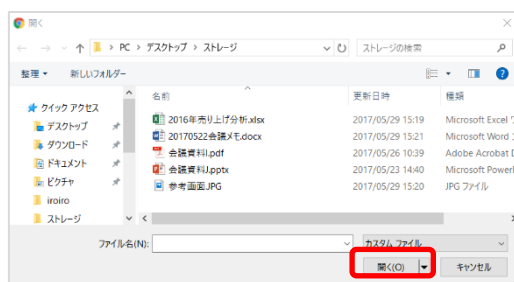 開く
PC > デスクトップ > ストレージ
ストレージの検索
整理 新しいフォルダー
名前 更新日時 種類
クイック アクセス
デスクトップ
ダウンロード
ドキュメント
ピクチャ
iroiro
ストレージ
2016年売り上げ分析.xlsx 2017/05/29 15:19 Microsoft Excel
20170522会議メモ.docx 2017/05/29 15:21 Microsoft Word
会議資料I.pdf 2017/05/26 10:39 Adobe Acrobat
会議資料J.pptx 2017/05/23 14:40 Microsoft
参考画面.JPG 2017/05/29 15:20 JPG ファイル
ファイル名(N): カスタム ファイル
開く(O) キャンセル